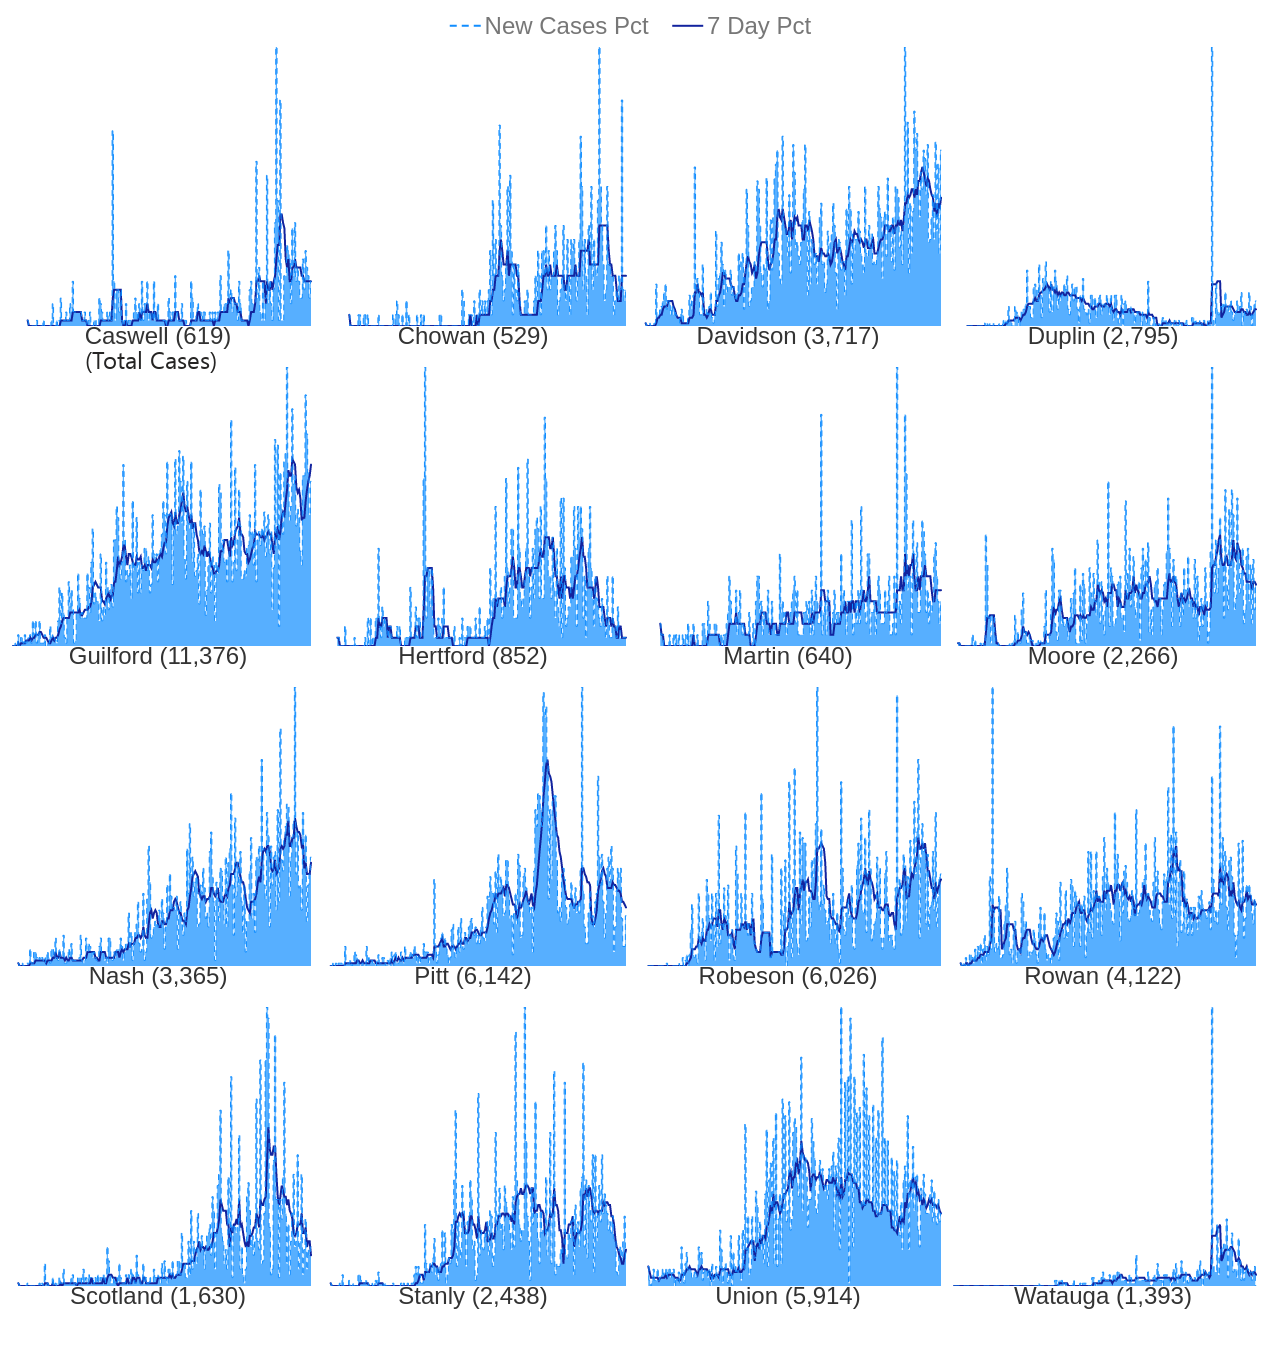 New Cases Pct 7 Day Pct
Caswell (619) Chowan (529) Davidson (3,717) Duplin (2,795)
(Total Cases)
Guilford (11,376) Hertford (852) Martin (640) Moore (2,266)
Nash (3,365) Pitt (6,142) Robeson (6,026) Rowan (4,122)
Scotland (1,630) Stanly (2,438) Union (5,914) Watauga (1,393)